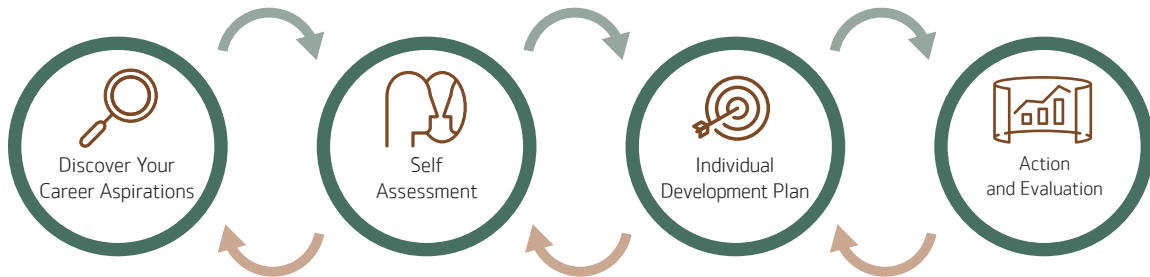 Discover Your
Career Aspirations
Self
Assessment
Individual
Development Plan
Action
and Evaluation